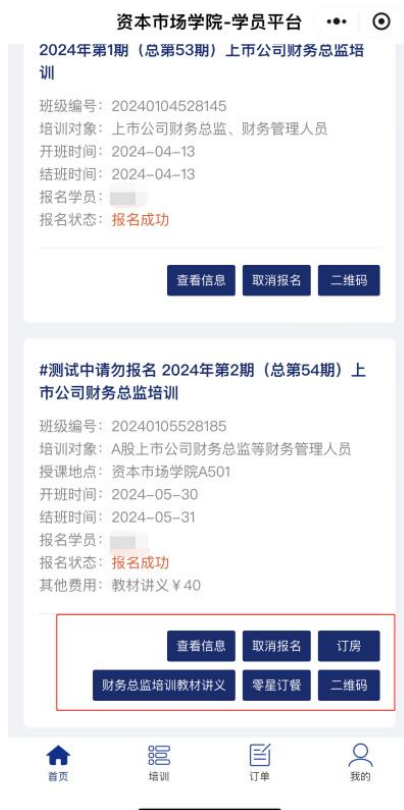 资本市场学院-学员平台
2024年第1期（总第53期）上市公司财务总监培
训
班级编号：20240104528145
培训对象：上市公司财务总监、财务管理人员
开班时间：2024-04-13
结班时间：2024-04-13
报名学员：
报名状态：报名成功
查看信息 取消报名 二维码
#测试中请勿报名 2024年第2期（总第54期）上
市公司财务总监培训
班级编号：20240105528185
培训对象：A股上市公司财务总监等财务管理人员
授课地点：资本市场学院A501
开班时间：2024-05-30
结班时间：2024-05-31
报名学员：
报名状态：报名成功
其他费用：教材讲义￥40
查看信息 取消报名 订房
财务总监培训教材讲义 零星订餐 二维码
首页 培训 订单 我的